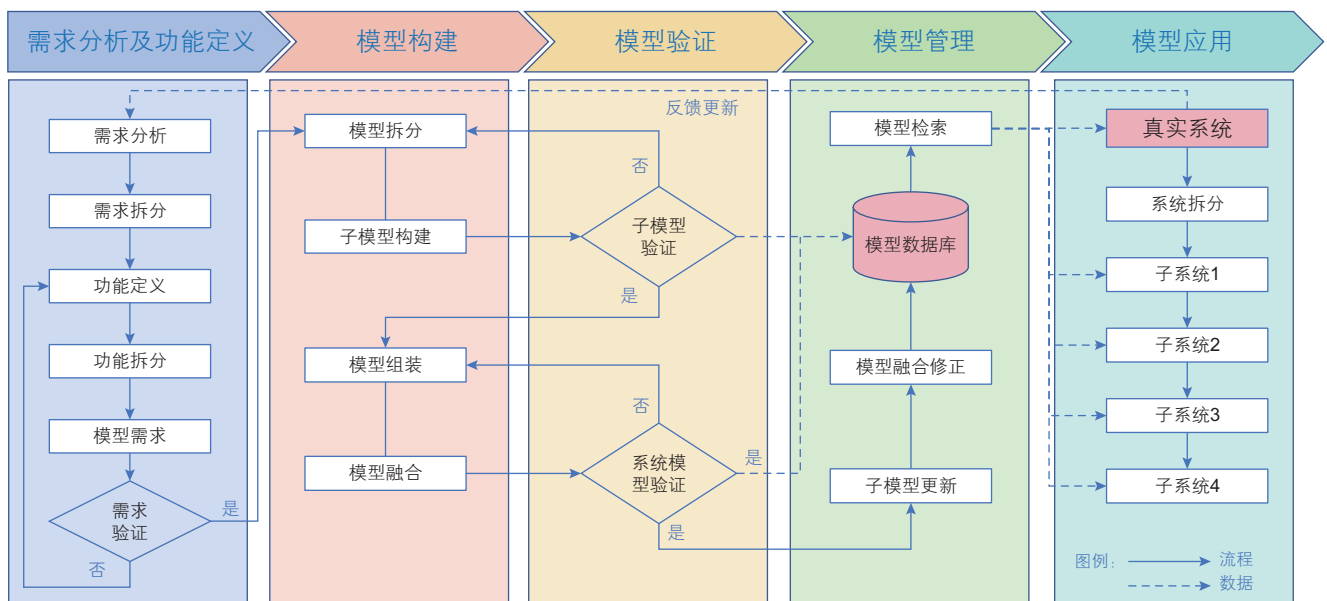 需求分析及功能定义
模型构建
模型验证
模型管理
模型应用
反馈更新
需求分析
需求拆分
功能定义
功能拆分
模型需求
需求
验证
是
否
模型拆分
子模型构建
模型组装
模型融合
否
子模型
验证
是
否
系统模
型验证
是
是
模型检索
模型数据库
模型融合修正
子模型更新
真实系统
系统拆分
子系统1
子系统2
子系统3
子系统4
图例：
流程
数据